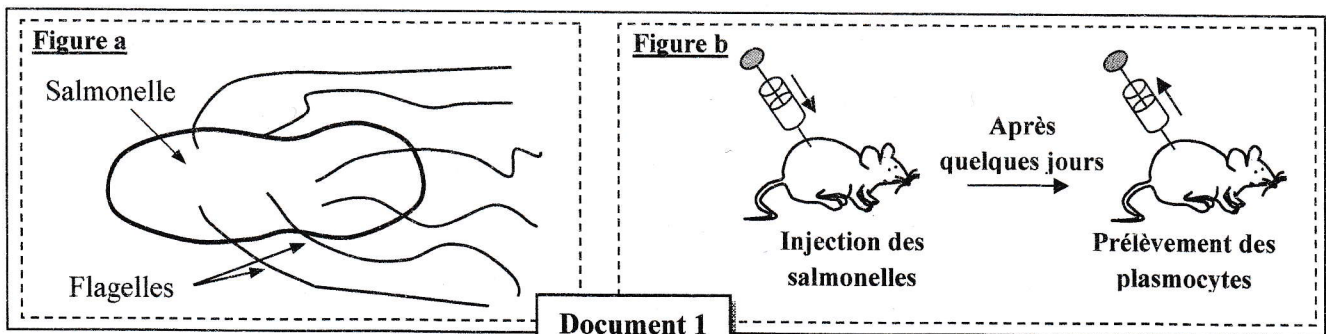 Figure a
Salmonelle
Flagelles
Figure b
Après
quelques jours
Injection des
salmonelles
Prélèvement des
plasmocytes
Document 1